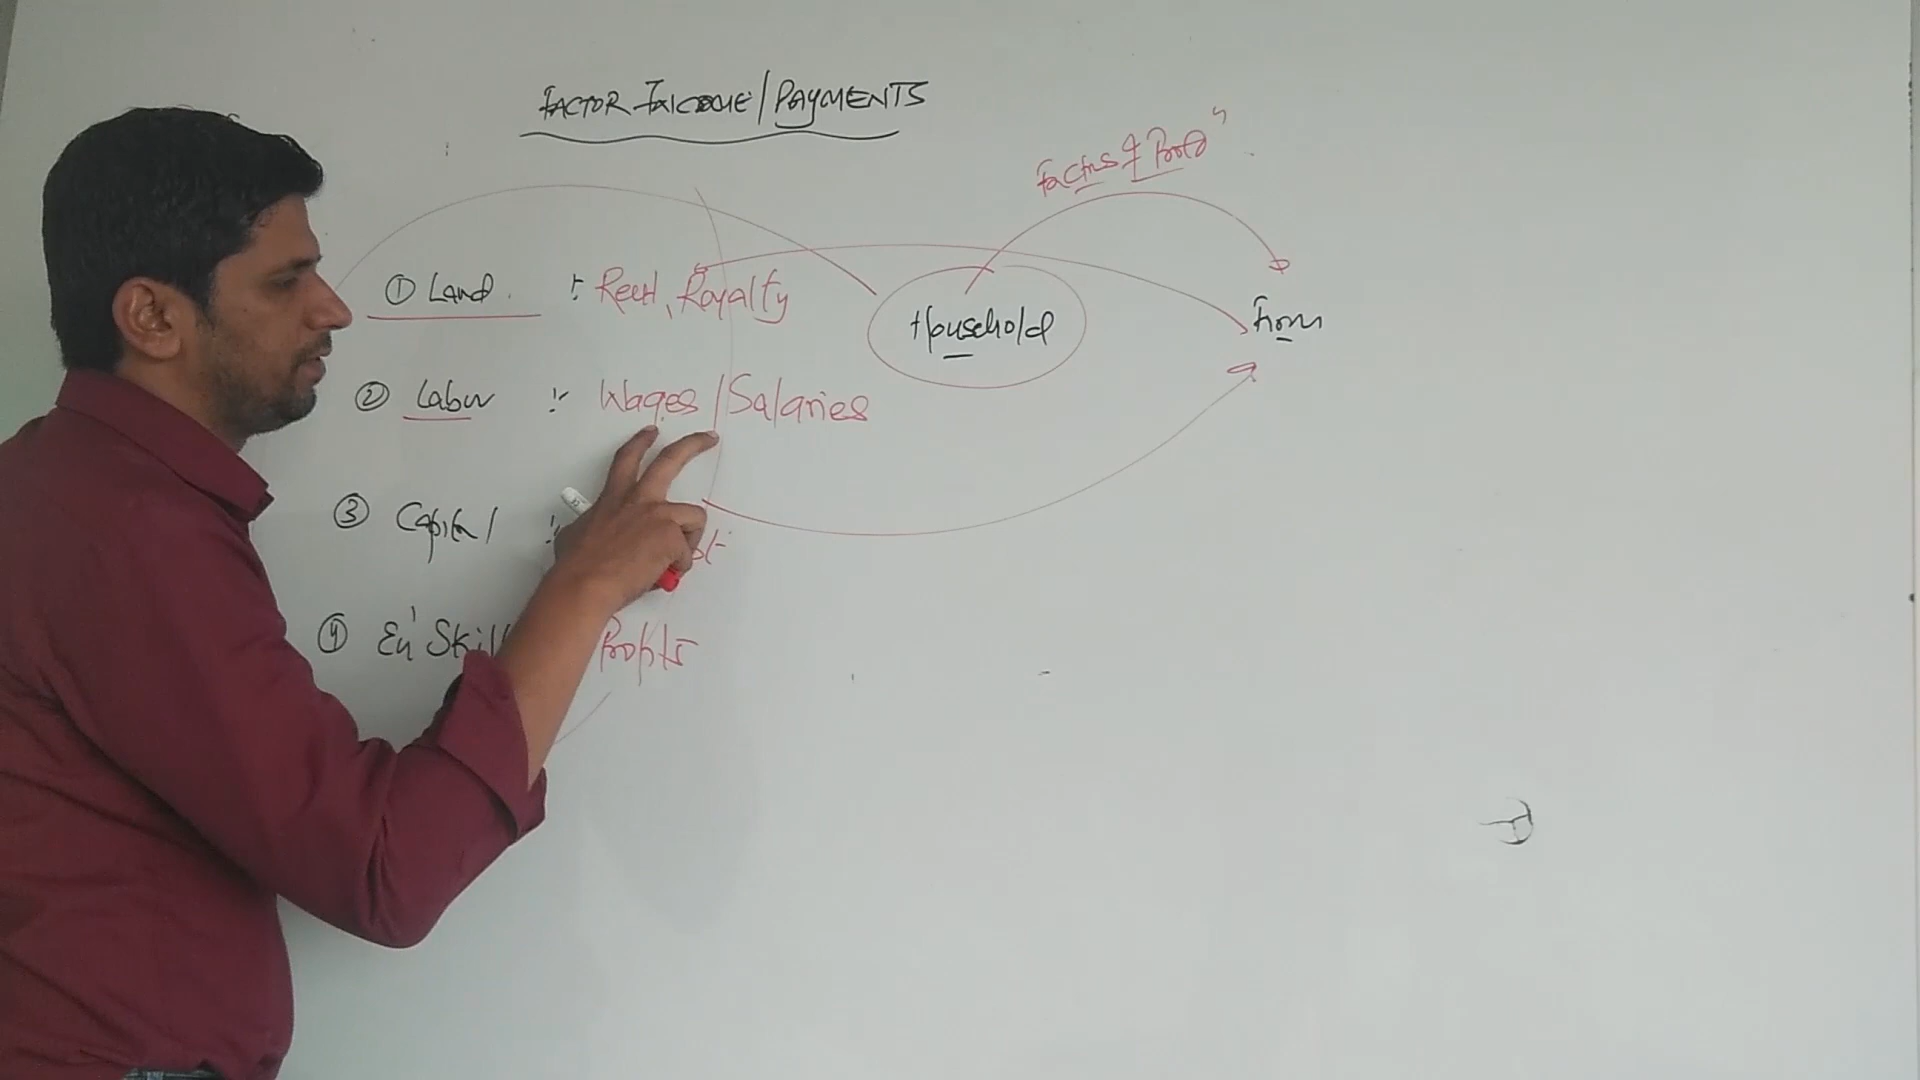 FACTOR INCOME/PAYMENTS
Factors of Prodⁿ
① Land : Rent, Royalty
Household
Firm
② Labor :- Wages/Salaries
③ Capital :-
④ En' Skill Profits